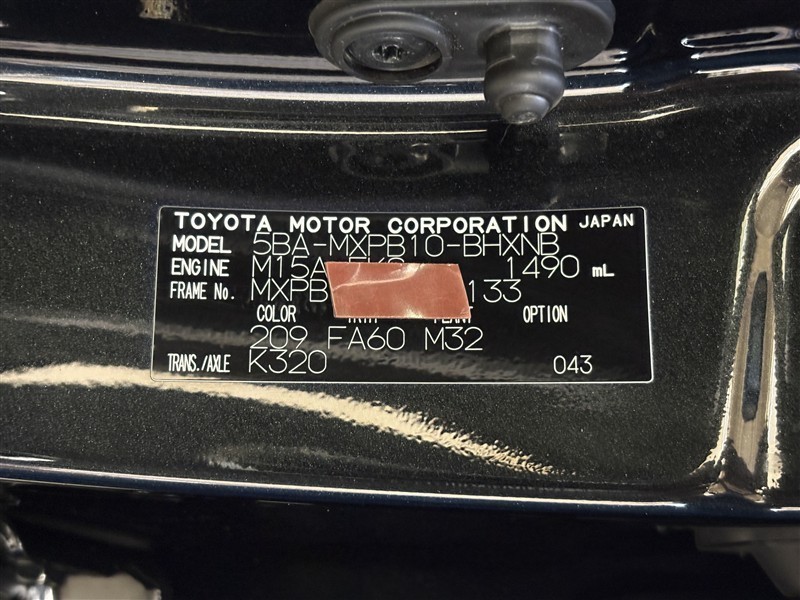 TOYOTA MOTOR CORPORATION JAPAN
MODEL 5BA-MXPB10-BHXNB
ENGINE M15A 1490 mL
FRAME No. MXPB 133
COLOR OPTION
209 FA60 M32
TRANS./AXLE K320 043